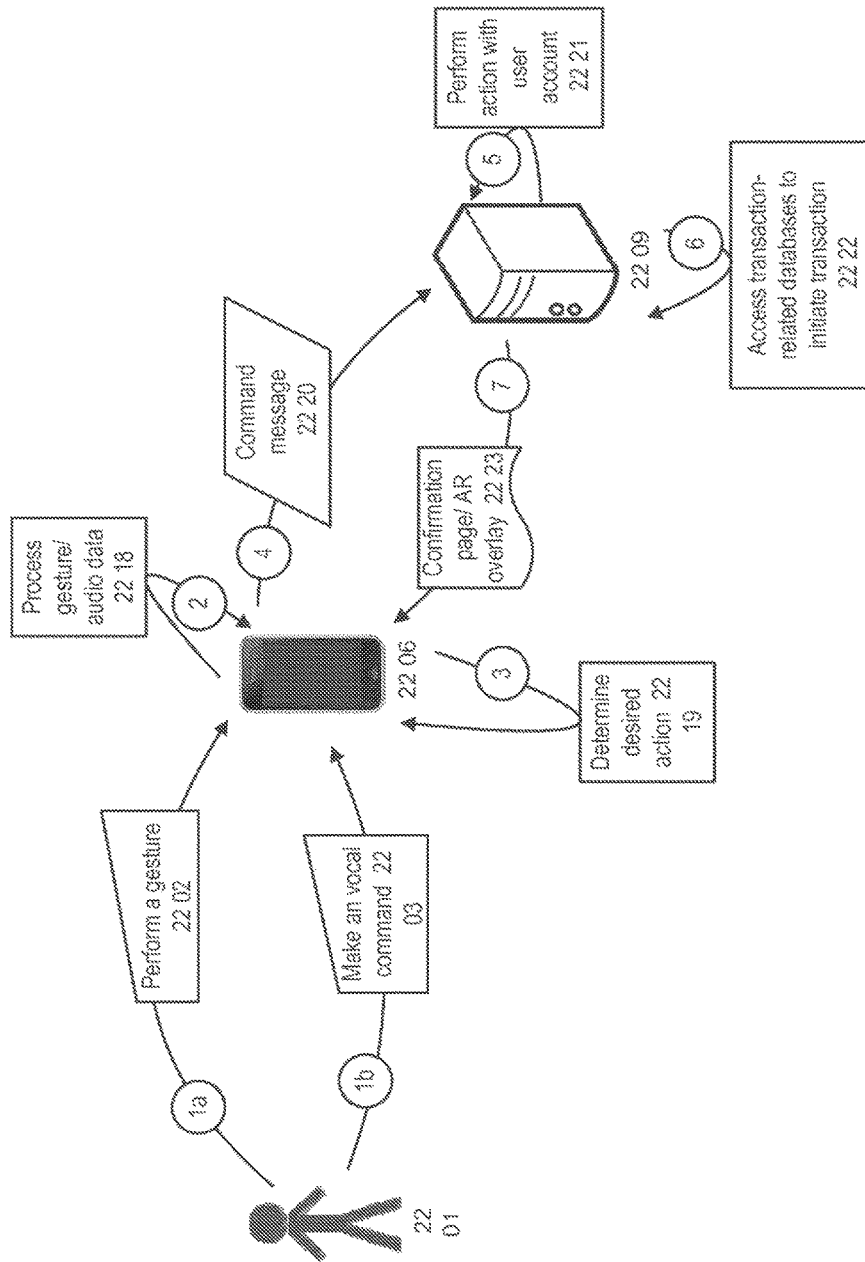 22
01
1a
Perform a gesture
22 02
1b
Make an vocal
command 22
03
Process
gesture/
audio data
22 18
2
22 06
3
Determine
desired
action 22
19
4
Command
message
22 20
Perform
action with
user
account
22 21
5
22 09
6
Access transaction-
related databases to
initiate transaction
22 22
7
Confirmation
page/ AR
overlay 22 23